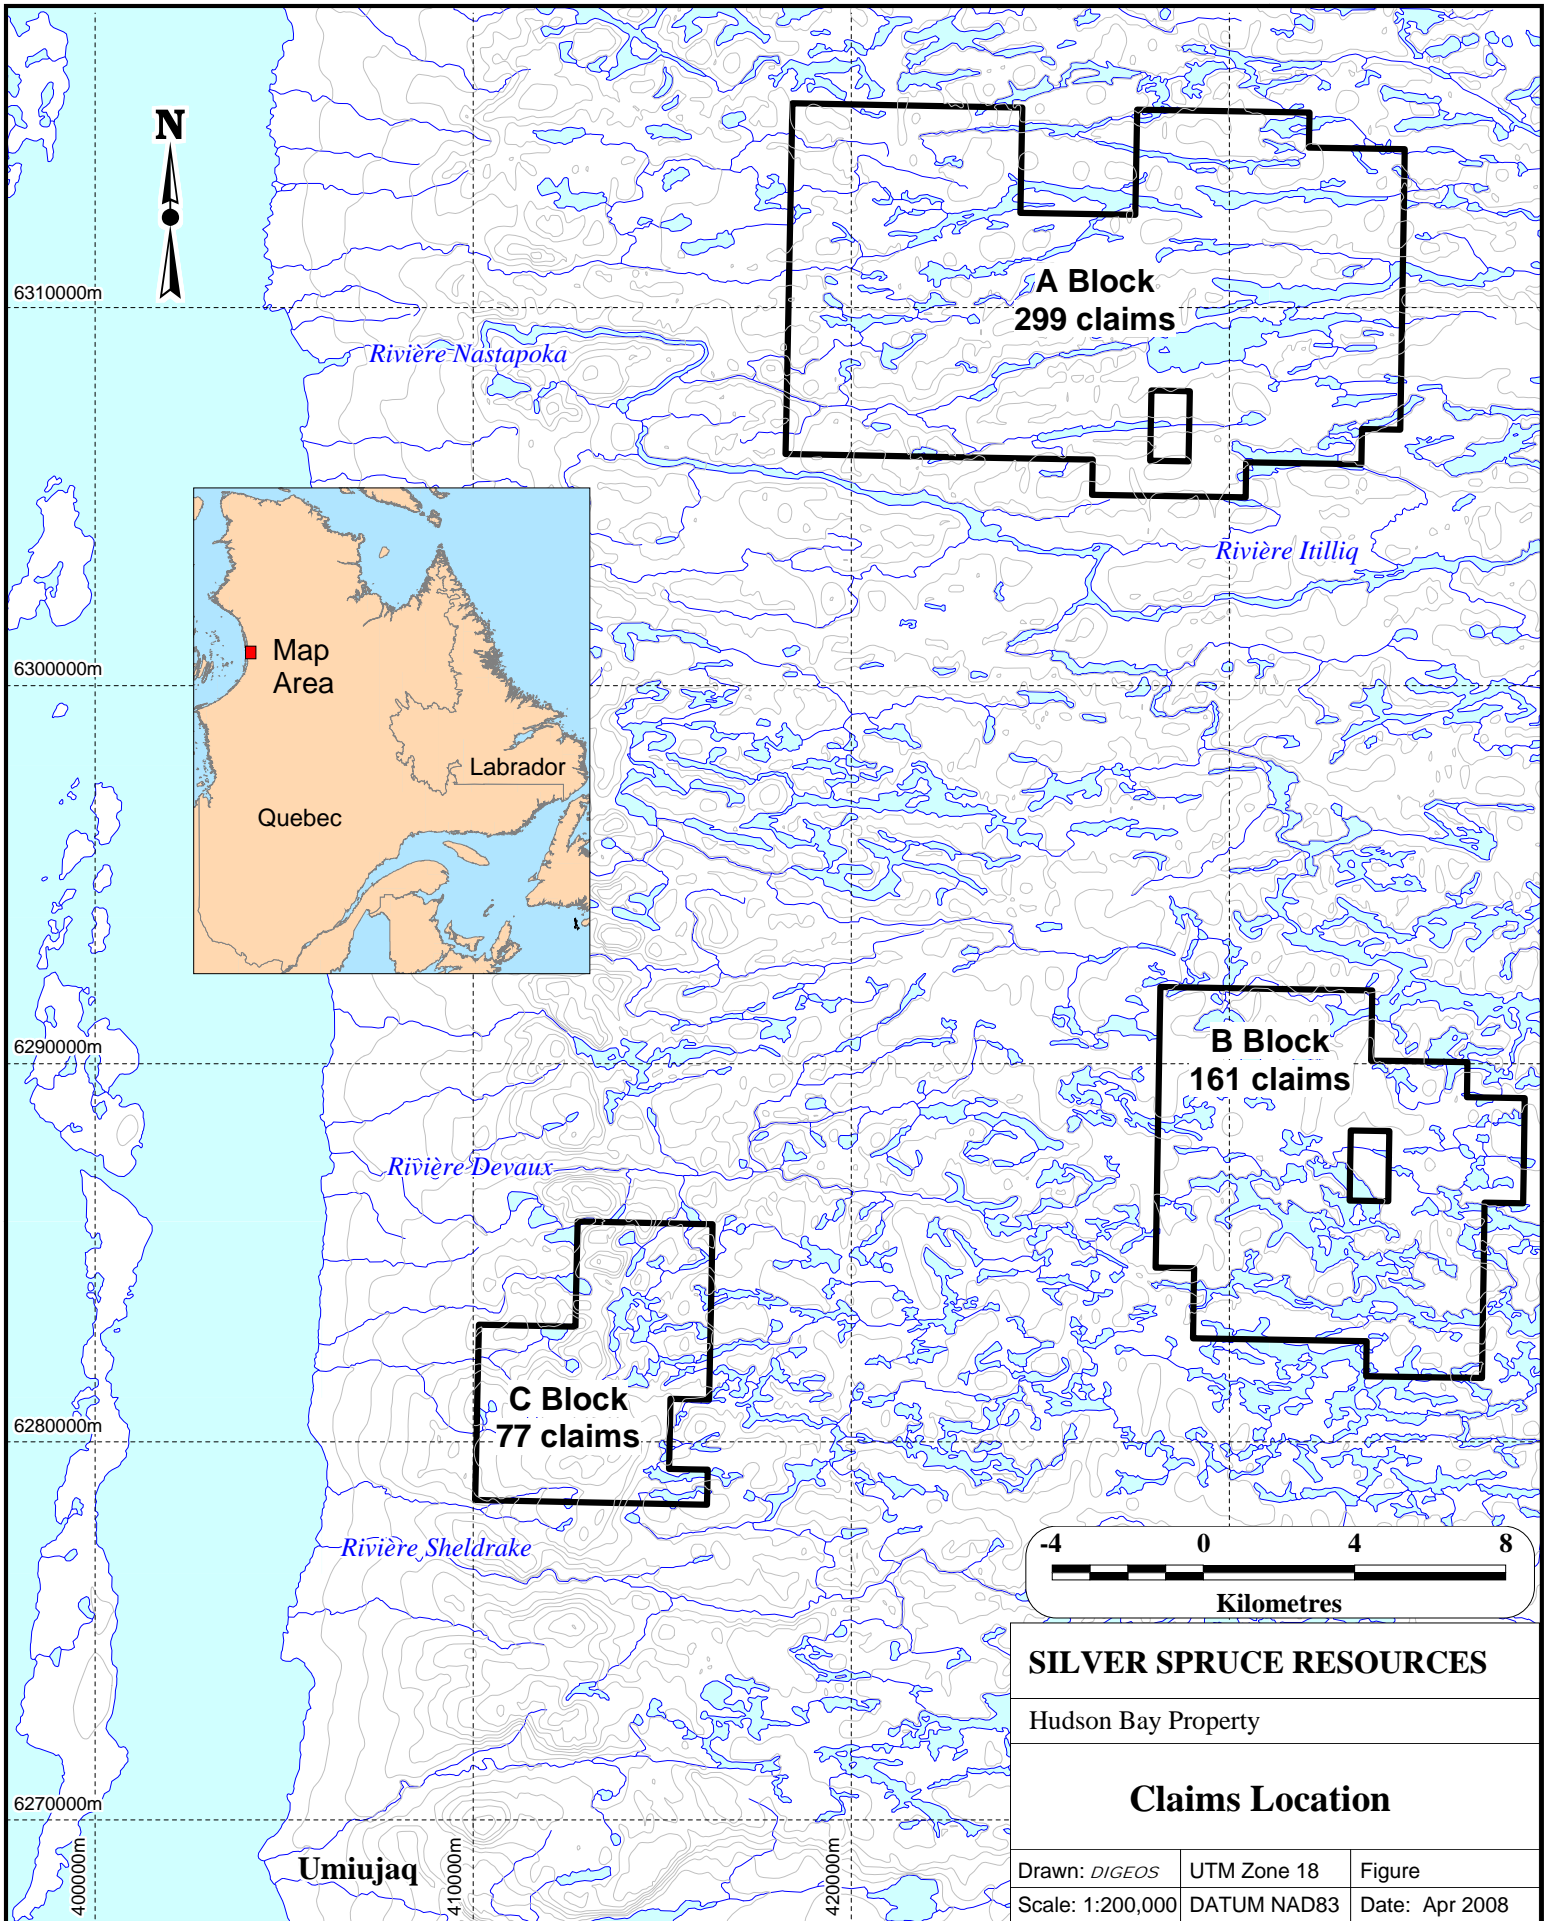 N
A Block
299 claims
6310000m
Rivière Nastapoka
Rivière Itilliq
Map
Area
6300000m
Labrador
Quebec
B Block
161 claims
6290000m
Rivière Devaux
C Block
77 claims
6280000m
Rivière Sheldrake
-4 0 4 8
Kilometres
SILVER SPRUCE RESOURCES
Hudson Bay Property
Claims Location
6270000m
400000m
410000m
420000m
Umiujaq
Drawn: DIGEOS UTM Zone 18 Figure
Scale: 1:200,000 DATUM NAD83 Date: Apr 2008